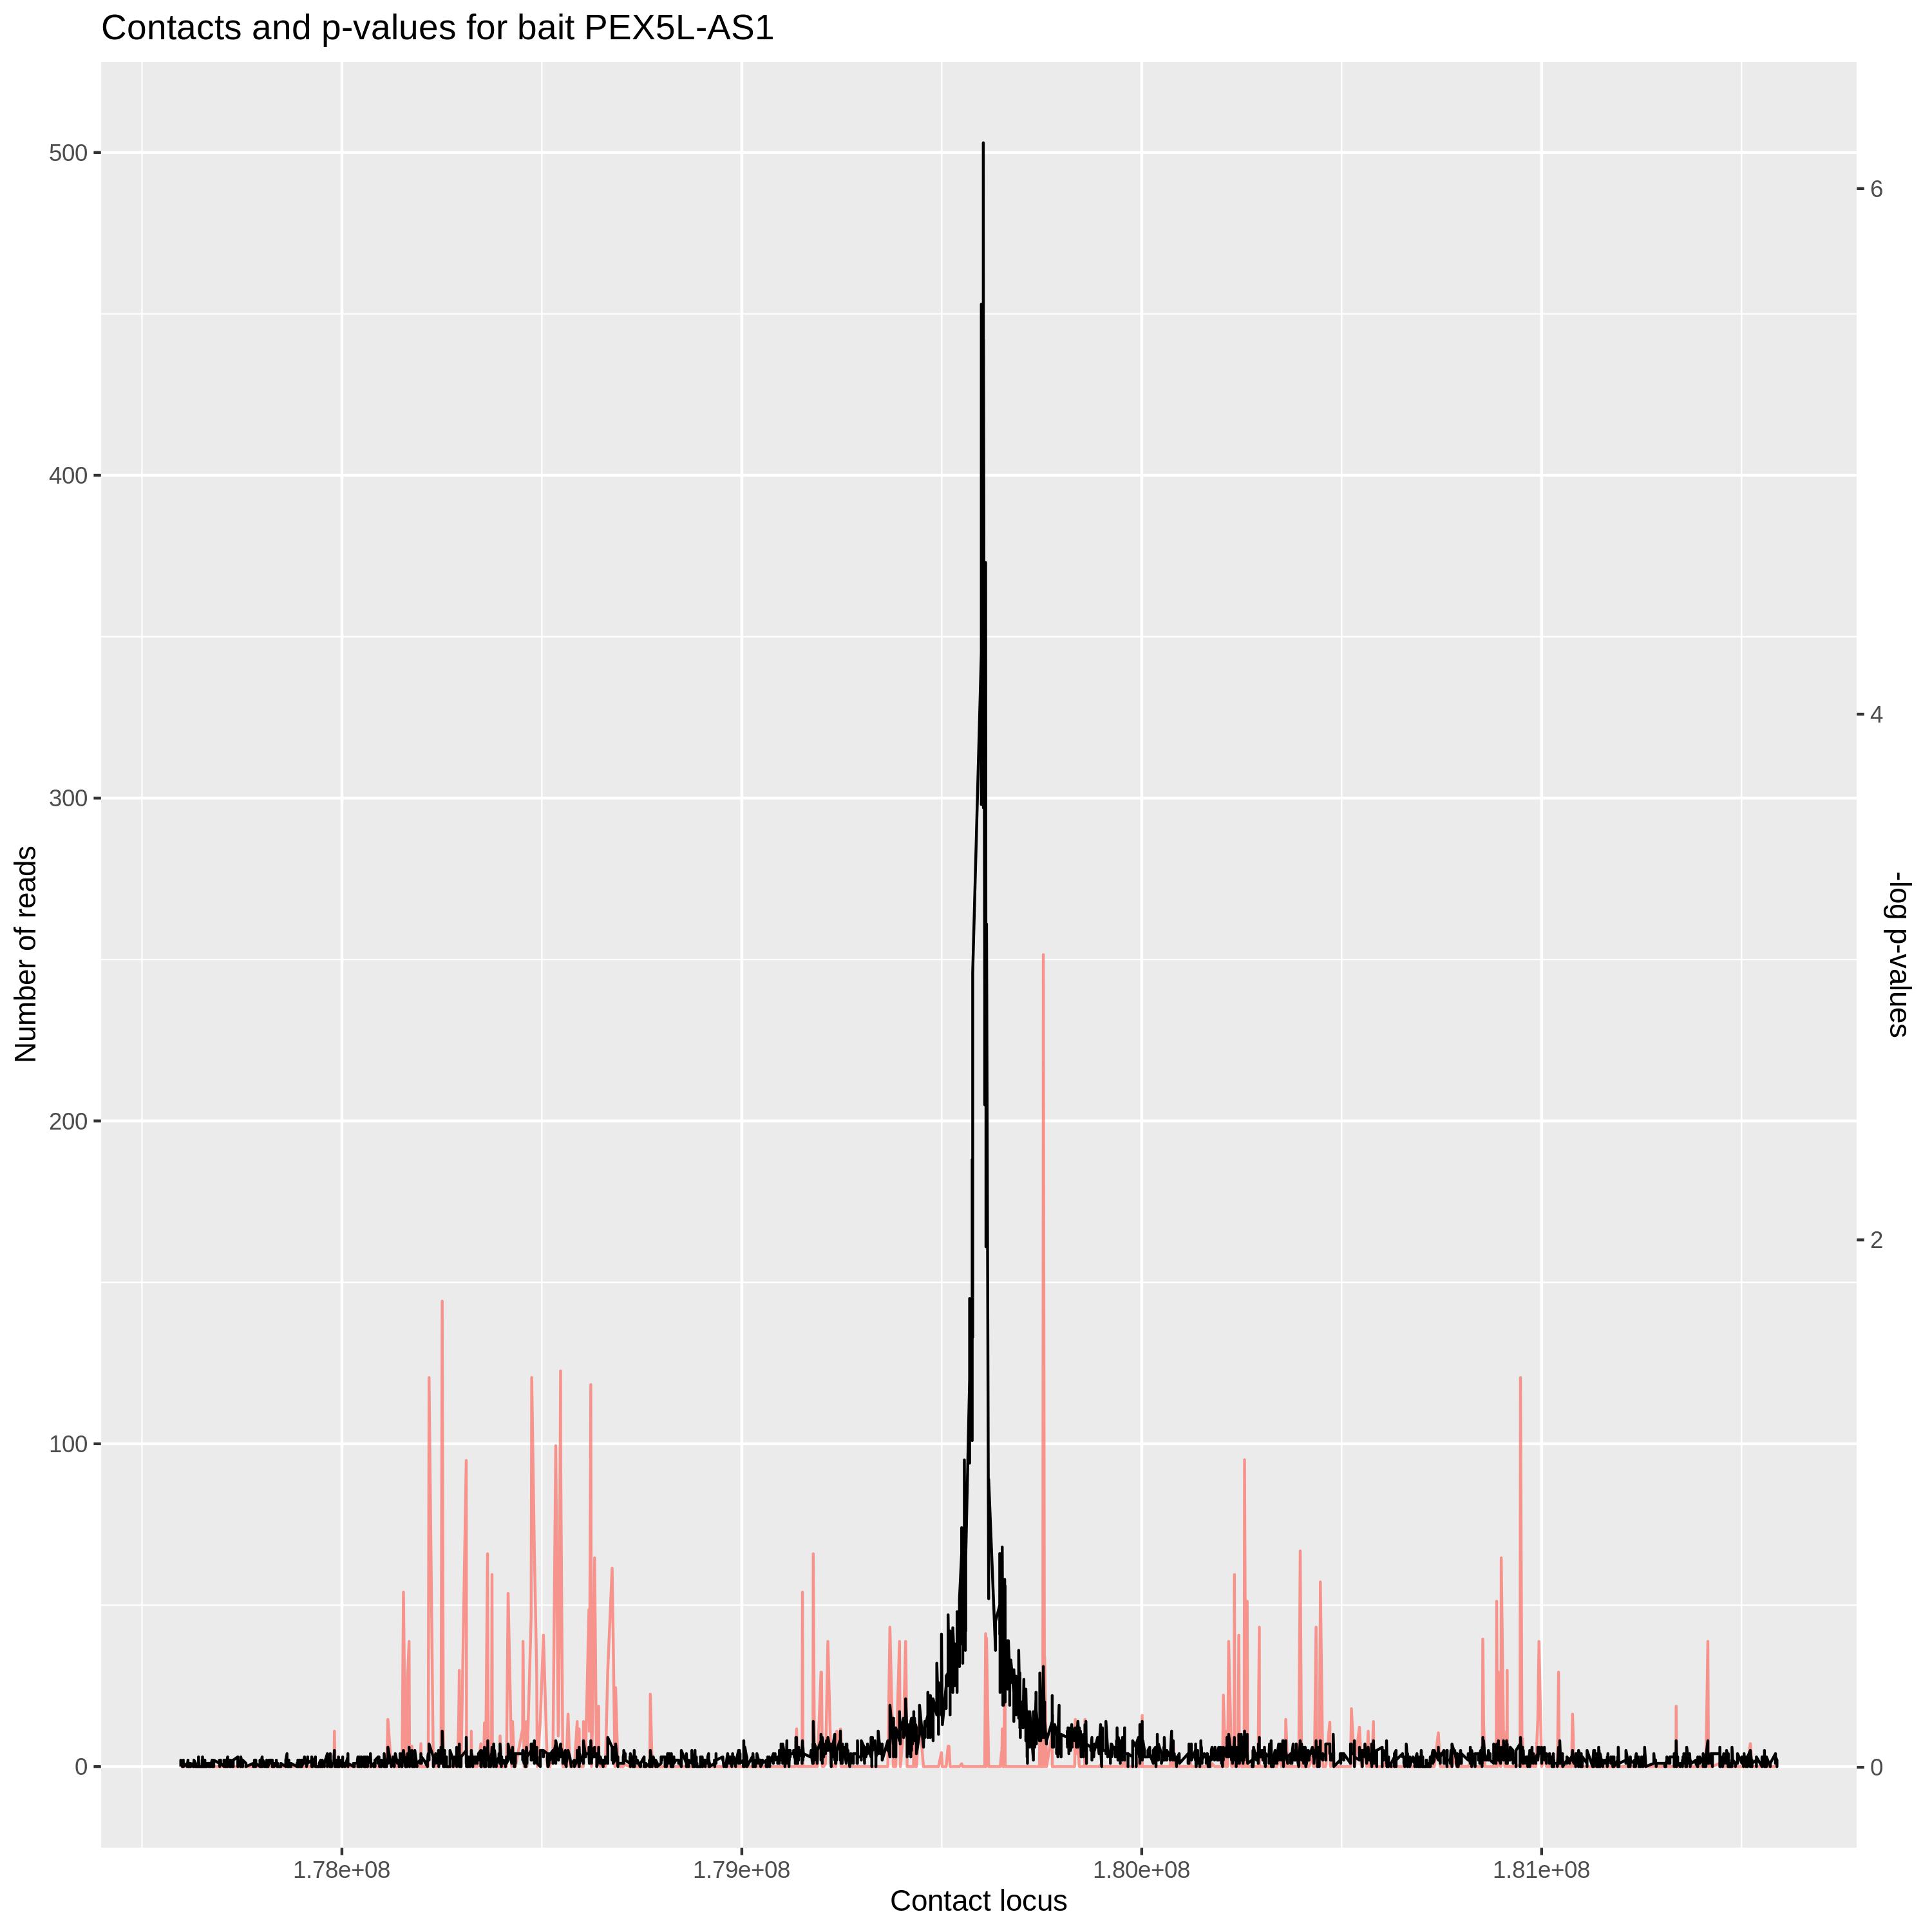 Contacts and p-values for bait PEX5L-AS1
500
400
300
200
100
0
Number of reads
6
4
2
0
-log p-values
1.78e+08
1.79e+08
1.80e+08
1.81e+08
Contact locus